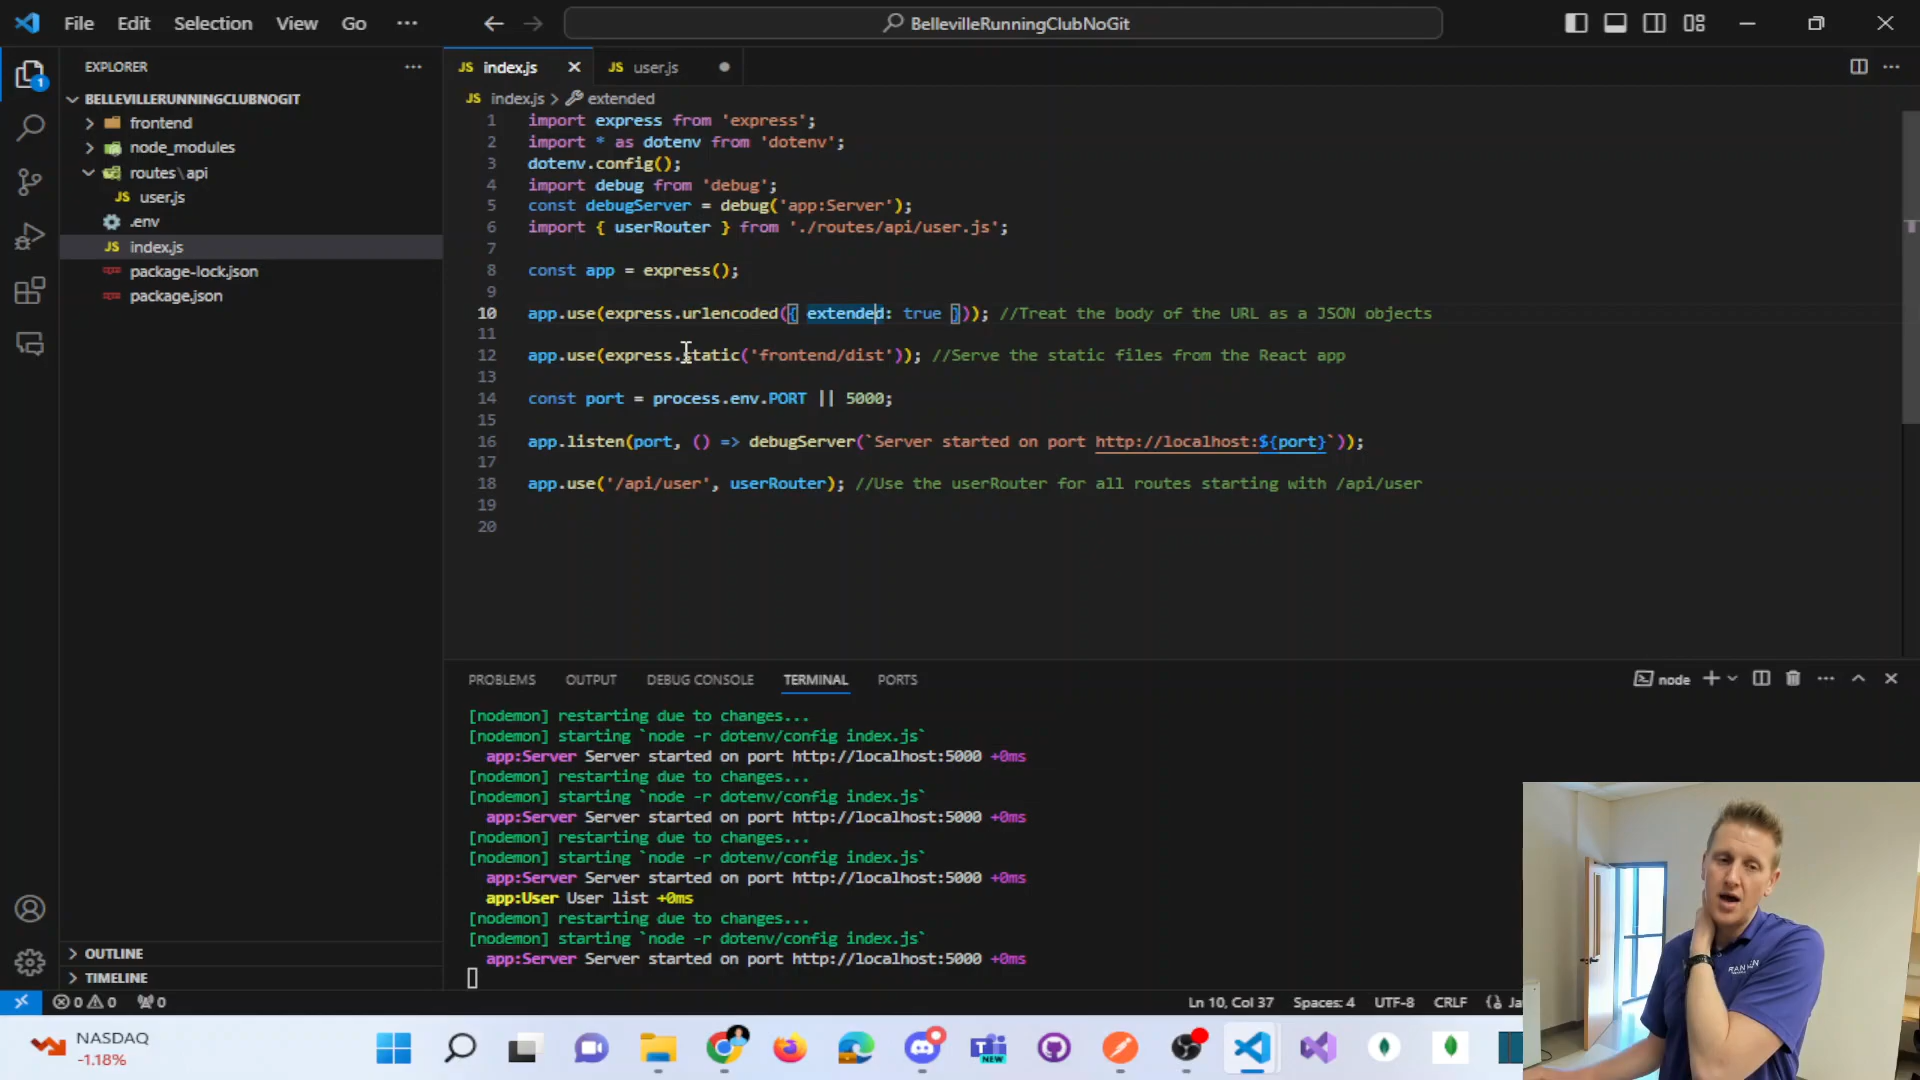 File Edit Selection View Go ···
BellevilleRunningClubNoGit
EXPLORER
1
BELLEVILLERUNNINGCLUBNOGIT
frontend
node_modules
routes\api
JS user.js
.env
JS index.js
package-lock.json
package.json
OUTLINE
TIMELINE
JS index.js
JS user.js
JS index.js > extended
1 import express from 'express';
2 import * as dotenv from 'dotenv';
3 dotenv.config();
4 import debug from 'debug';
5 const debugServer = debug('app:Server');
6 import { userRouter } from './routes/api/user.js';
7
8 const app = express();
9
10 app.use(express.urlencoded({ extended: true })); //Treat the body of the URL as a JSON objects
11
12 app.use(express.static('frontend/dist')); //Serve the static files from the React app
13
14 const port = process.env.PORT || 5000;
15
16 app.listen(port, () => debugServer(`Server started on port http://localhost:${port}`));
17
18 app.use('/api/user', userRouter); //Use the userRouter for all routes starting with /api/user
19
20
PROBLEMS OUTPUT DEBUG CONSOLE TERMINAL PORTS
node
[nodemon] restarting due to changes...
[nodemon] starting `node -r dotenv/config index.js`
app:Server Server started on port http://localhost:5000 +0ms
[nodemon] restarting due to changes...
[nodemon] starting `node -r dotenv/config index.js`
app:Server Server started on port http://localhost:5000 +0ms
[nodemon] restarting due to changes...
[nodemon] starting `node -r dotenv/config index.js`
app:Server Server started on port http://localhost:5000 +0ms
app:User User list +0ms
[nodemon] restarting due to changes...
[nodemon] starting `node -r dotenv/config index.js`
app:Server Server started on port http://localhost:5000 +0ms
0 0 0
Ln 10, Col 37 Spaces: 4 UTF-8 CRLF
NASDAQ
-1.18%
NEW